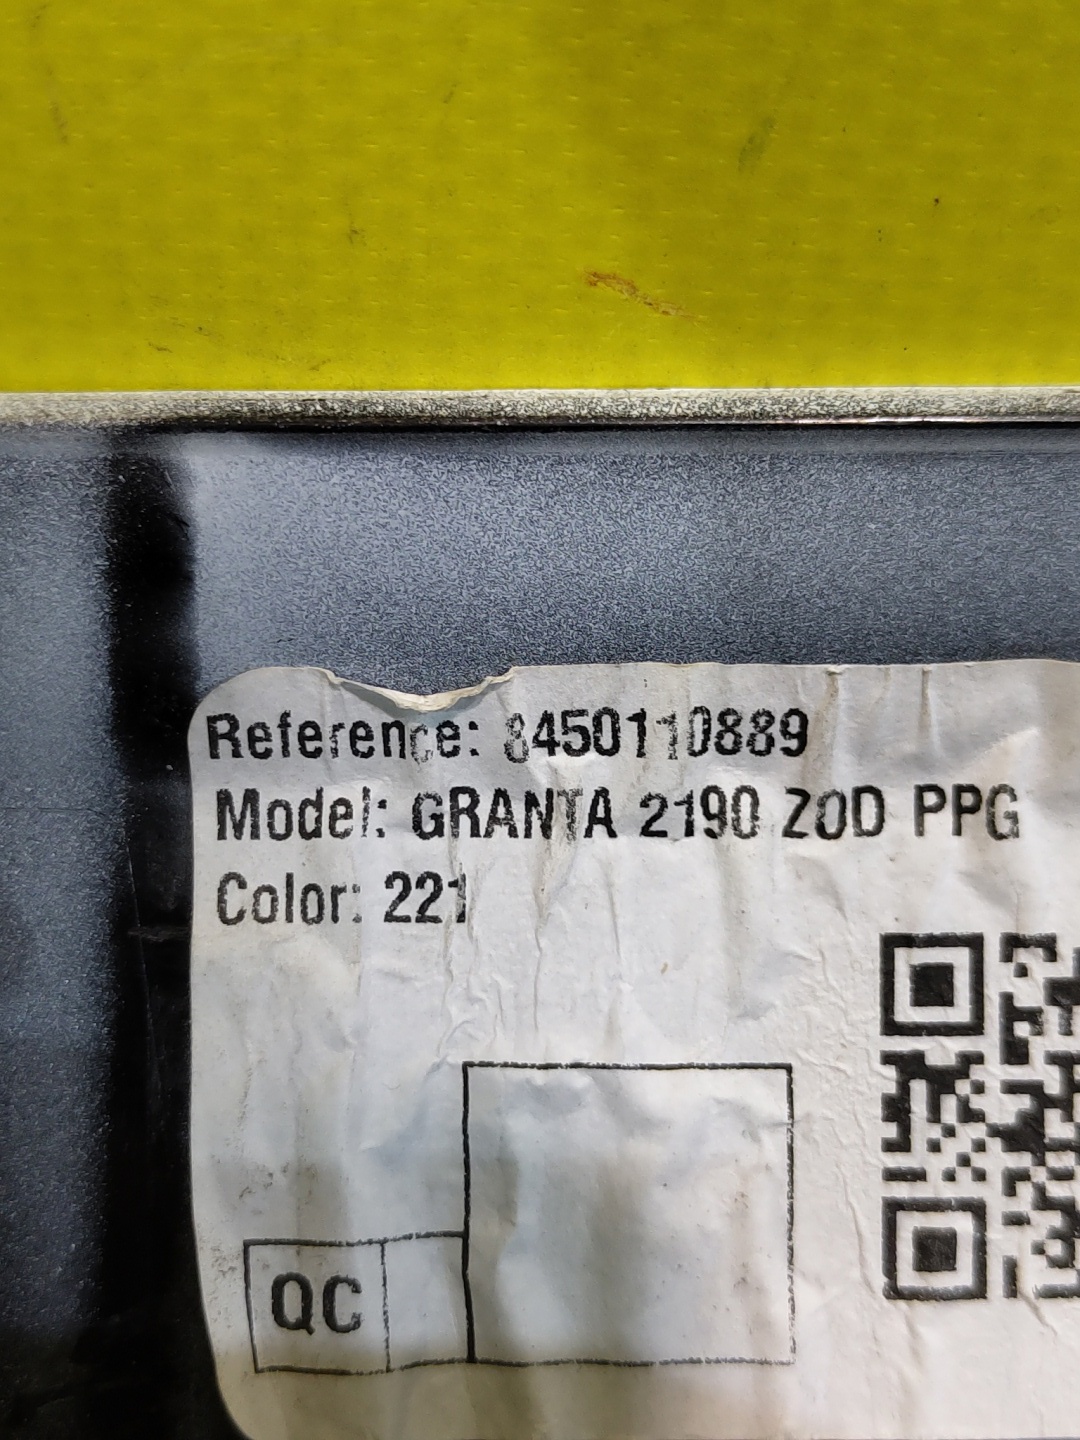 Reference: 8450110889
Model: GRANTA 2190 ZOD PPG
Color: 221
QC